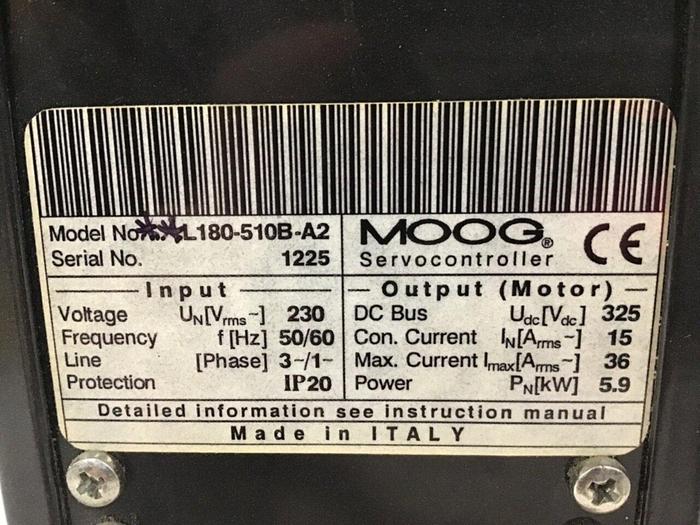 Model No. L180-510B-A2
Serial No. 1225
MOOG®
Servocontroller CE
Input
Voltage UN[Vrms~] 230
Frequency f [Hz] 50/60
Line [Phase] 3~/1~
Protection IP20
Output (Motor)
DC Bus Udc[Vdc] 325
Con. Current IN[Arms~] 15
Max. Current Imax[Arms~] 36
Power PN[kW] 5.9
Detailed information see instruction manual
Made in ITALY